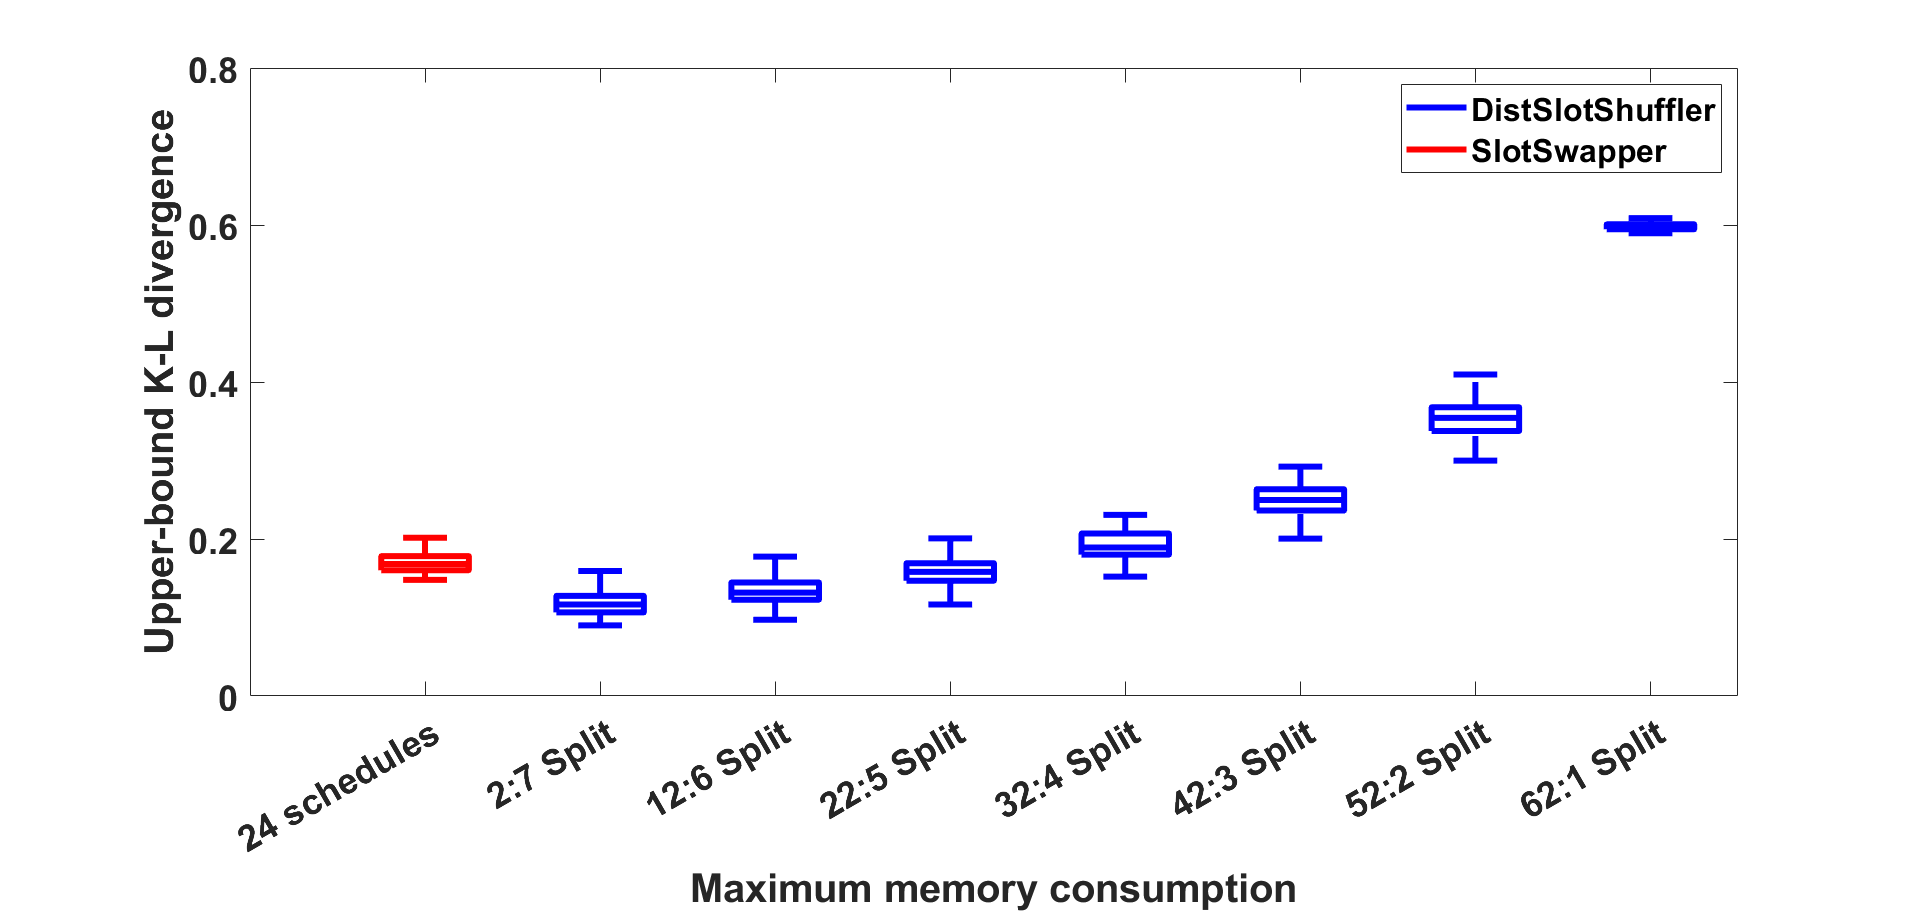 Upper-bound K-L divergence
0.8
0.6
0.4
0.2
0
DistSlotShuffler
SlotSwapper
24 schedules
2:7 Split
12:6 Split
22:5 Split
32:4 Split
42:3 Split
52:2 Split
62:1 Split
Maximum memory consumption